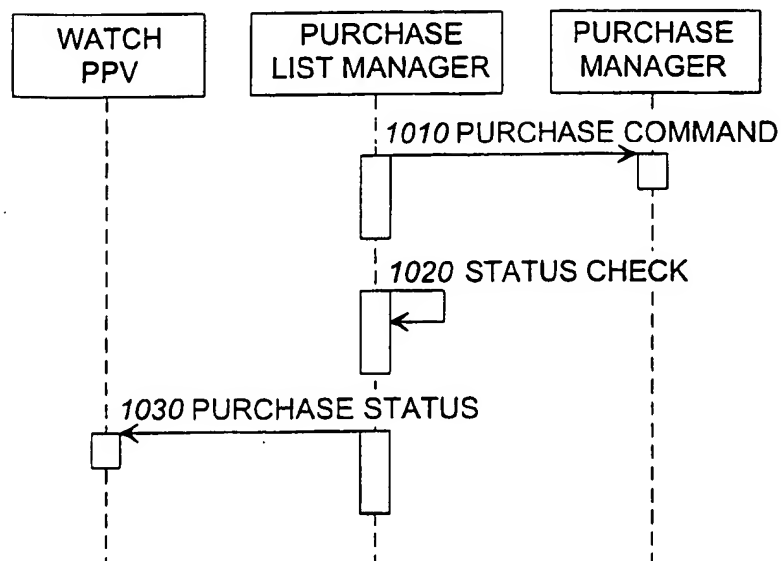 WATCH
PPV
PURCHASE
LIST MANAGER
PURCHASE
MANAGER
1010 PURCHASE COMMAND
1020 STATUS CHECK
1030 PURCHASE STATUS